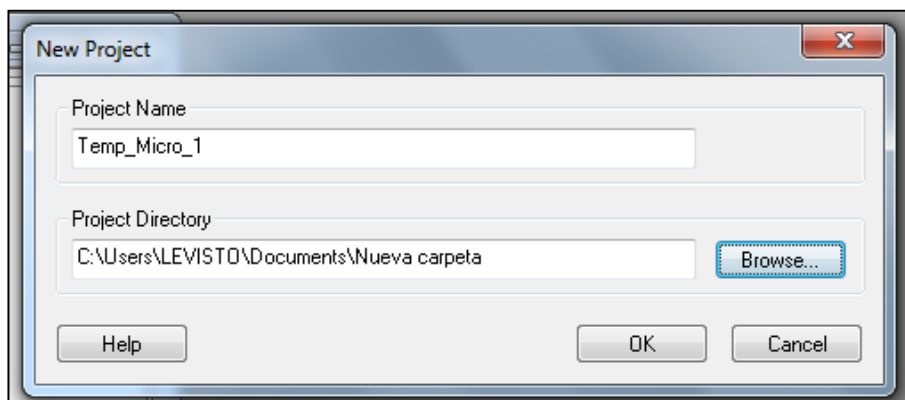 New Project
X
Project Name
Temp_Micro_1
Project Directory
C:\Users\LEVISTO\Documents\Nueva carpeta
Browse...
Help OK Cancel